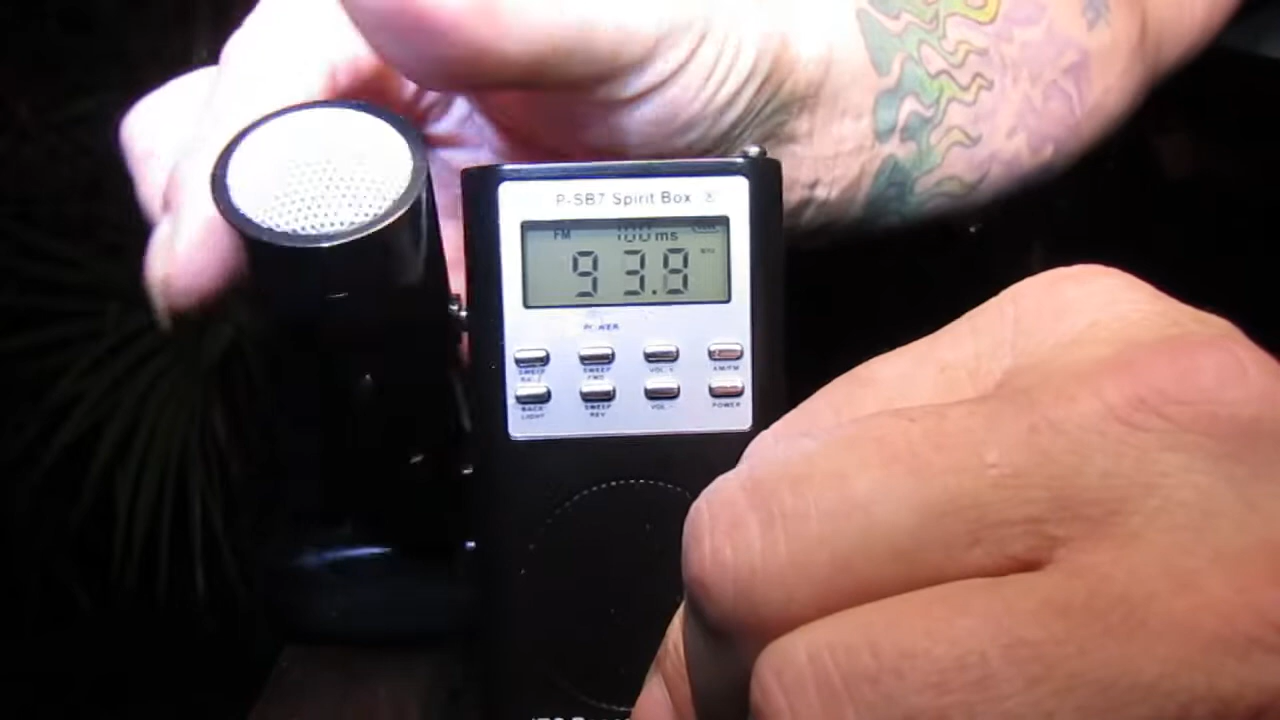 P-SB7 Spirit Box
FM 100 ms
93.8
POWER
SWEEP VOL + AM/FM
FWD
BACK SWEEP VOL - POWER
LIGHT REV